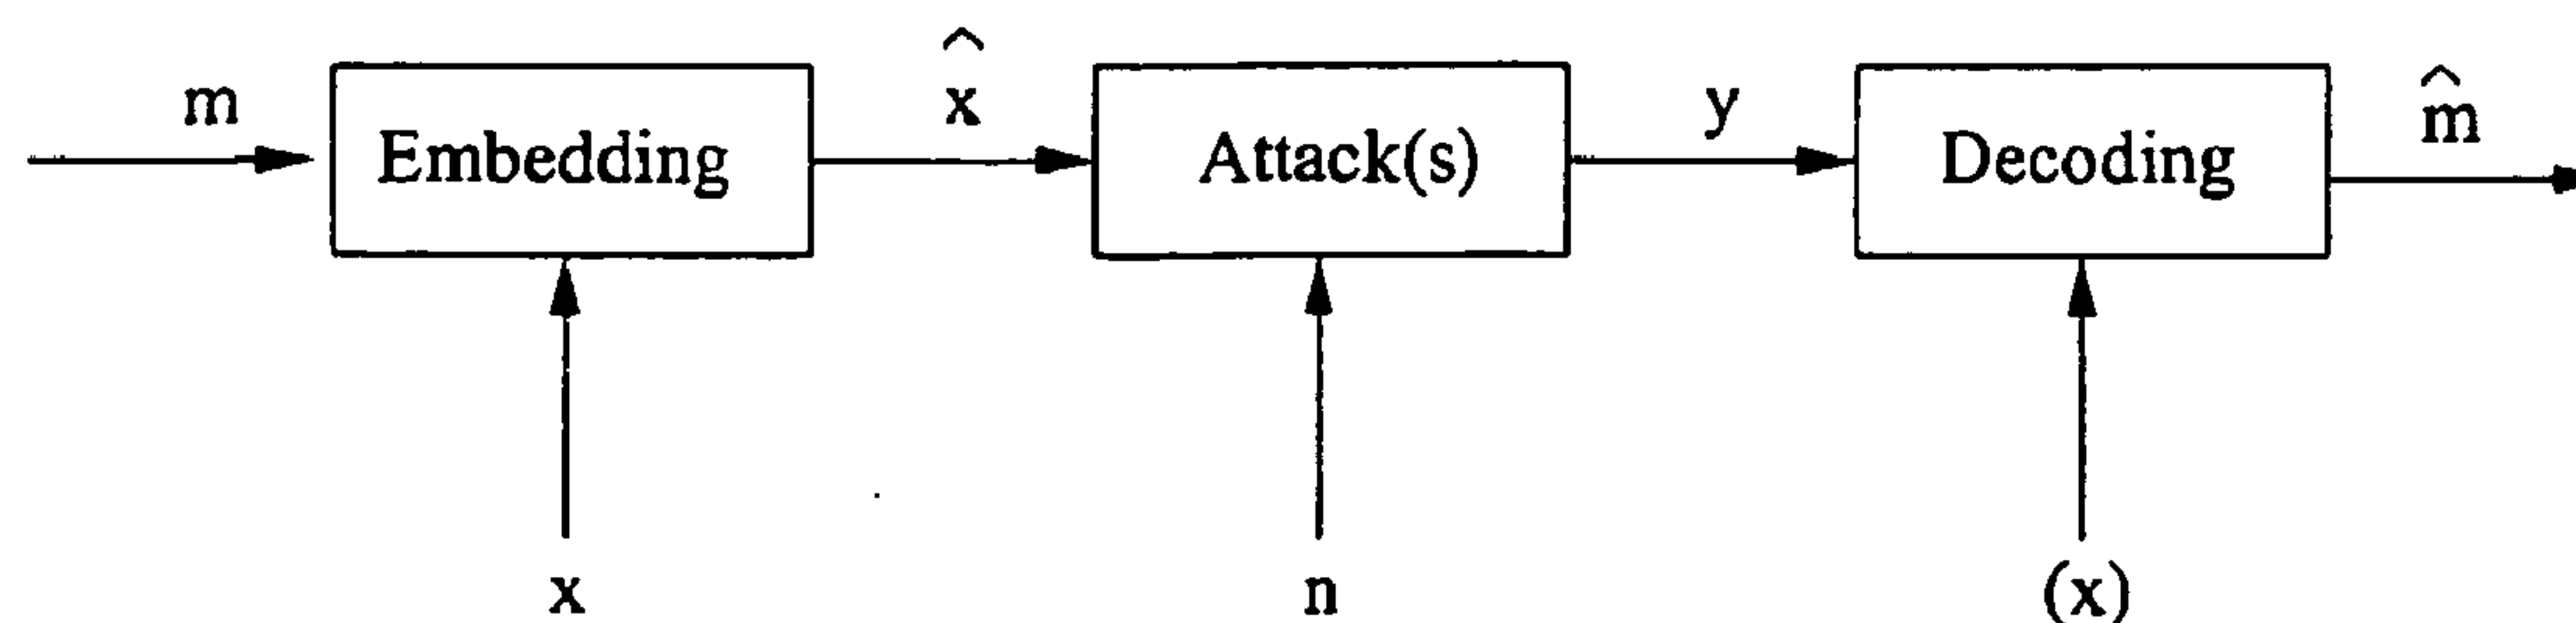 m x̂ y m̂
Embedding Attack(s) Decoding
x n (x)